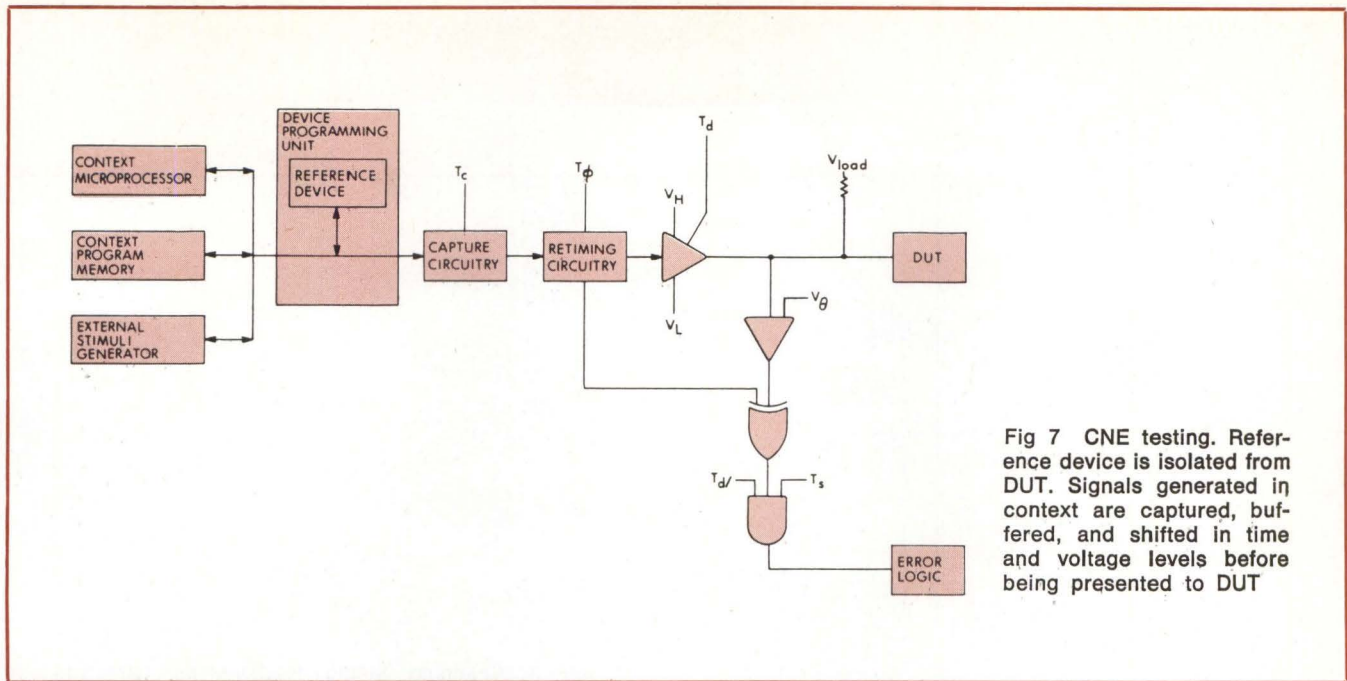 DEVICE
PROGRAMMING
UNIT
CONTEXT
MICROPROCESSOR
REFERENCE
DEVICE
CONTEXT
PROGRAM
MEMORY
EXTERNAL
STIMULI
GENERATOR
Tc
CAPTURE
CIRCUITRY
Tϕ
RETIMING
CIRCUITRY
VH
VL
Td
Vload
DUT
Vθ
Td/
Ts
ERROR
LOGIC
Fig 7 CNE testing. Refer-
ence device is isolated from
DUT. Signals generated in
context are captured, buf-
fered, and shifted in time
and voltage levels before
being presented to DUT